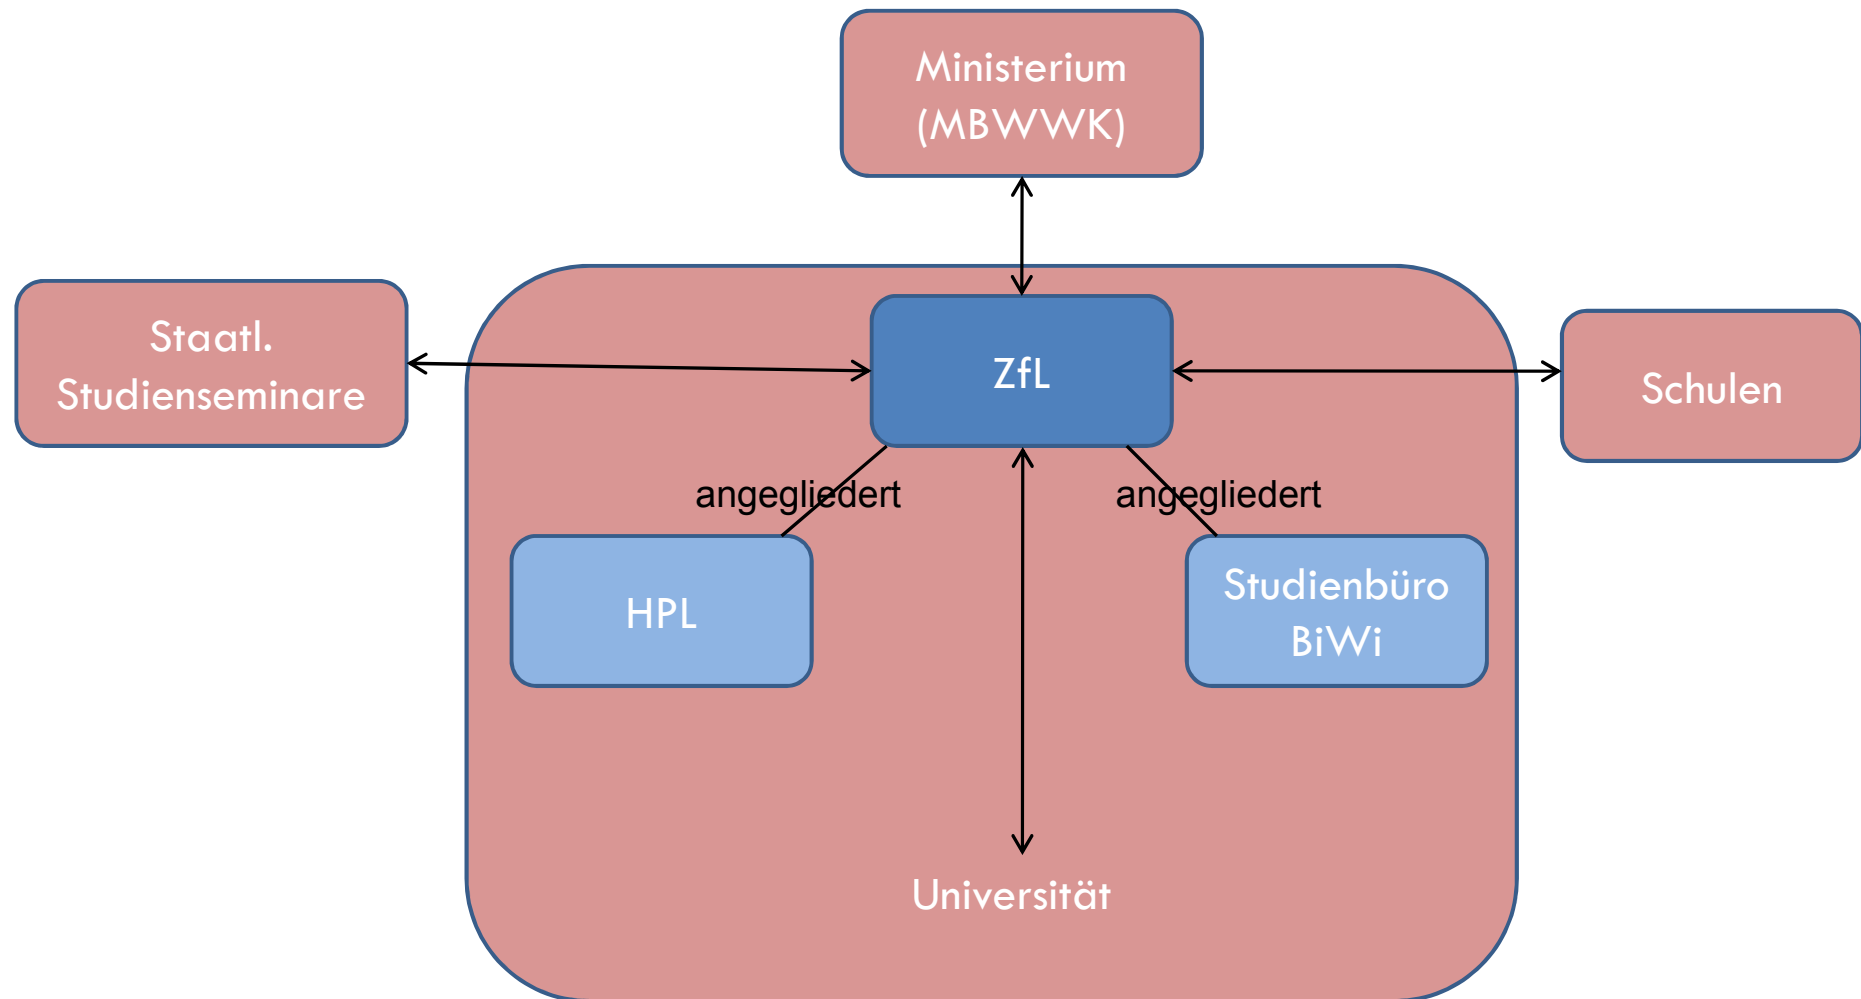 Ministerium
(MBWWK)
Staatl.
Studienseminare
ZfL
Schulen
angegliedert
angegliedert
HPL
Studienbüro
BiWi
Universität